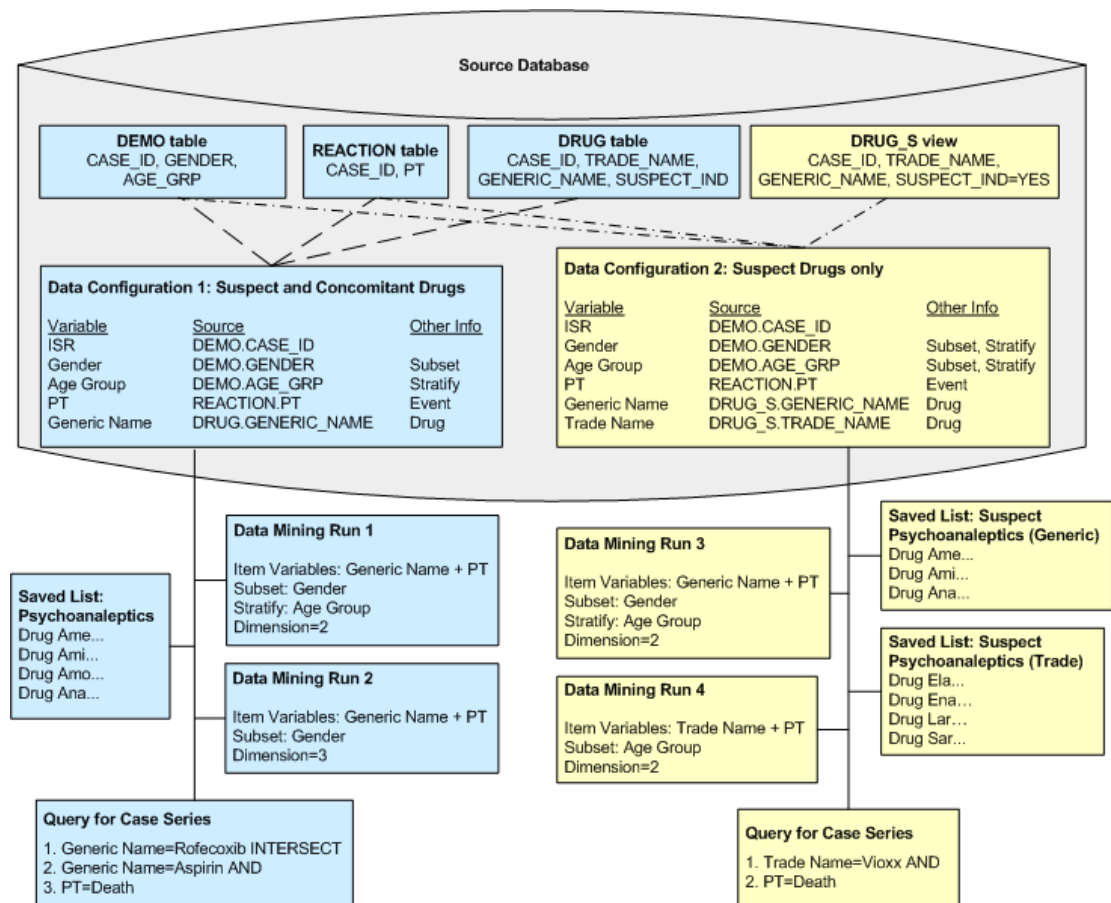 Source Database
DEMO table
CASE_ID, GENDER,
AGE_GRP
REACTION table
CASE_ID, PT
DRUG table
CASE_ID, TRADE_NAME,
GENERIC_NAME, SUSPECT_IND
DRUG_S view
CASE_ID, TRADE_NAME,
GENERIC_NAME, SUSPECT_IND=YES
Data Configuration 1: Suspect and Concomitant Drugs
Variable Source Other Info
ISR DEMO.CASE_ID
Gender DEMO.GENDER Subset
Age Group DEMO.AGE_GRP Stratify
PT REACTION.PT Event
Generic Name DRUG.GENERIC_NAME Drug
Data Configuration 2: Suspect Drugs only
Variable Source Other Info
ISR DEMO.CASE_ID
Gender DEMO.GENDER Subset, Stratify
Age Group DEMO.AGE_GRP Subset, Stratify
PT REACTION.PT Event
Generic Name DRUG_S.GENERIC_NAME Drug
Trade Name DRUG_S.TRADE_NAME Drug
Data Mining Run 1
Item Variables: Generic Name + PT
Subset: Gender
Stratify: Age Group
Dimension=2
Saved List:
Psychoanaleptics
Drug Ame...
Drug Ami...
Drug Amo...
Drug Ana...
Data Mining Run 2
Item Variables: Generic Name + PT
Subset: Gender
Dimension=3
Query for Case Series
1. Generic Name=Rofecoxib INTERSECT
2. Generic Name=Aspirin AND
3. PT=Death
Data Mining Run 3
Item Variables: Generic Name + PT
Subset: Gender
Stratify: Age Group
Dimension=2
Saved List: Suspect
Psychoanaleptics (Generic)
Drug Ame...
Drug Ami...
Drug Ana...
Data Mining Run 4
Item Variables: Trade Name + PT
Subset: Age Group
Dimension=2
Saved List: Suspect
Psychoanaleptics (Trade)
Drug Ela...
Drug Ena...
Drug Lar...
Drug Sar...
Query for Case Series
1. Trade Name=Vioxx AND
2. PT=Death